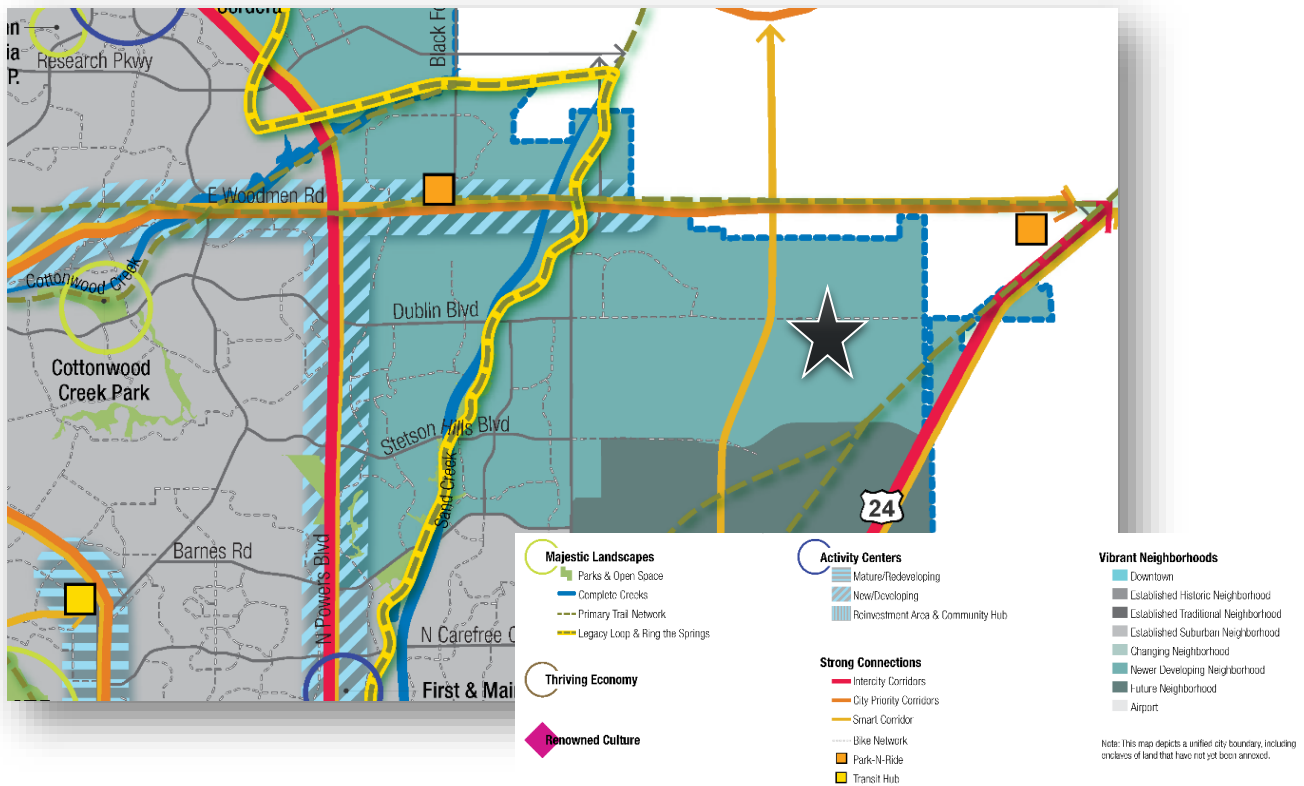 Cordera
an
ia
P.
Research Pkwy
Black Fo
E Woodmen Rd
Cottonwood Creek
Dublin Blvd
Cottonwood
Creek Park
Stetson Hills Blvd
Sand Creek
24
Barnes Rd
N Powers Blvd
N Carefree C
First & Mai
Majestic Landscapes
Parks & Open Space
Complete Creeks
Primary Trail Network
Legacy Loop & Ring the Springs
Thriving Economy
Renowned Culture
Activity Centers
Mature/Redeveloping
New/Developing
Reinvestment Area & Community Hub
Strong Connections
Intercity Corridors
City Priority Corridors
Smart Corridor
Bike Network
Park-N-Ride
Transit Hub
Vibrant Neighborhoods
Downtown
Established Historic Neighborhood
Established Traditional Neighborhood
Established Suburban Neighborhood
Changing Neighborhood
Newer Developing Neighborhood
Future Neighborhood
Airport
Note: This map depicts a unified city boundary, including
enclaves of land that have not yet been annexed.